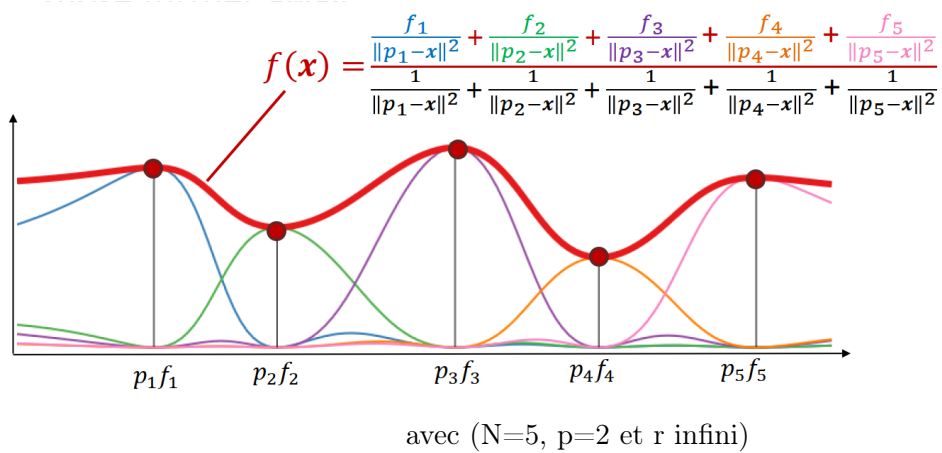 f(x) = (f₁/‖p₁−x‖² + f₂/‖p₂−x‖² + f₃/‖p₃−x‖² + f₄/‖p₄−x‖² + f₅/‖p₅−x‖²) / (1/‖p₁−x‖² + 1/‖p₂−x‖² + 1/‖p₃−x‖² + 1/‖p₄−x‖² + 1/‖p₅−x‖²)
p₁f₁ p₂f₂ p₃f₃ p₄f₄ p₅f₅
avec (N=5, p=2 et r infini)